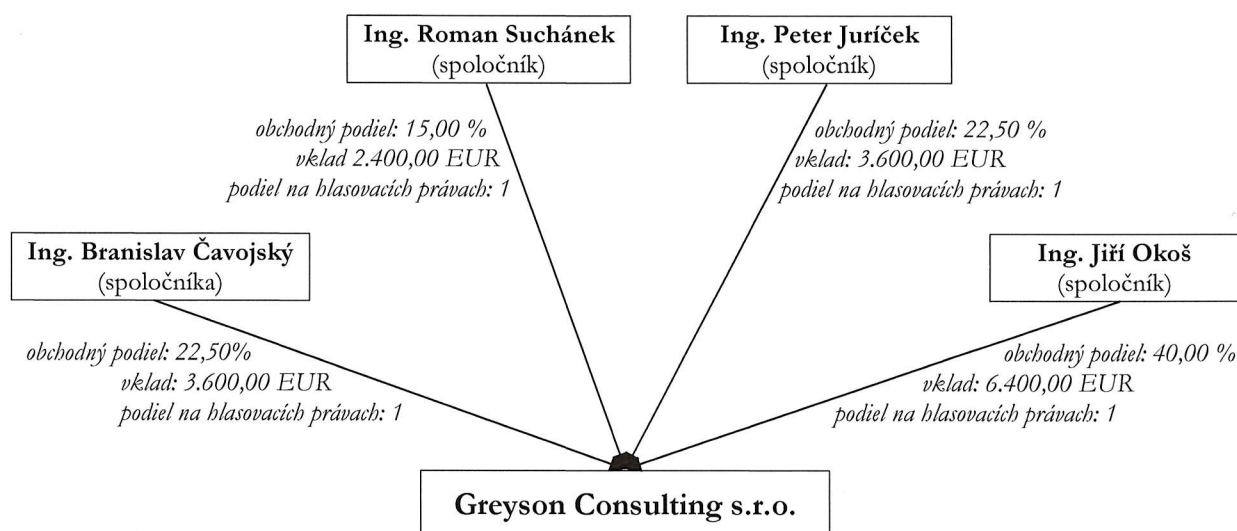 Ing. Roman Suchánek
(spoločník)
Ing. Peter Juríček
(spoločník)
obchodný podiel: 15,00 %
vklad 2.400,00 EUR
podiel na hlasovacích právach: 1
obchodný podiel: 22,50 %
vklad: 3.600,00 EUR
podiel na hlasovacích právach: 1
Ing. Branislav Čavojský
(spoločníka)
Ing. Jiří Okoš
(spoločník)
obchodný podiel: 22,50%
vklad: 3.600,00 EUR
podiel na hlasovacích právach: 1
obchodný podiel: 40,00 %
vklad: 6.400,00 EUR
podiel na hlasovacích právach: 1
Greyson Consulting s.r.o.